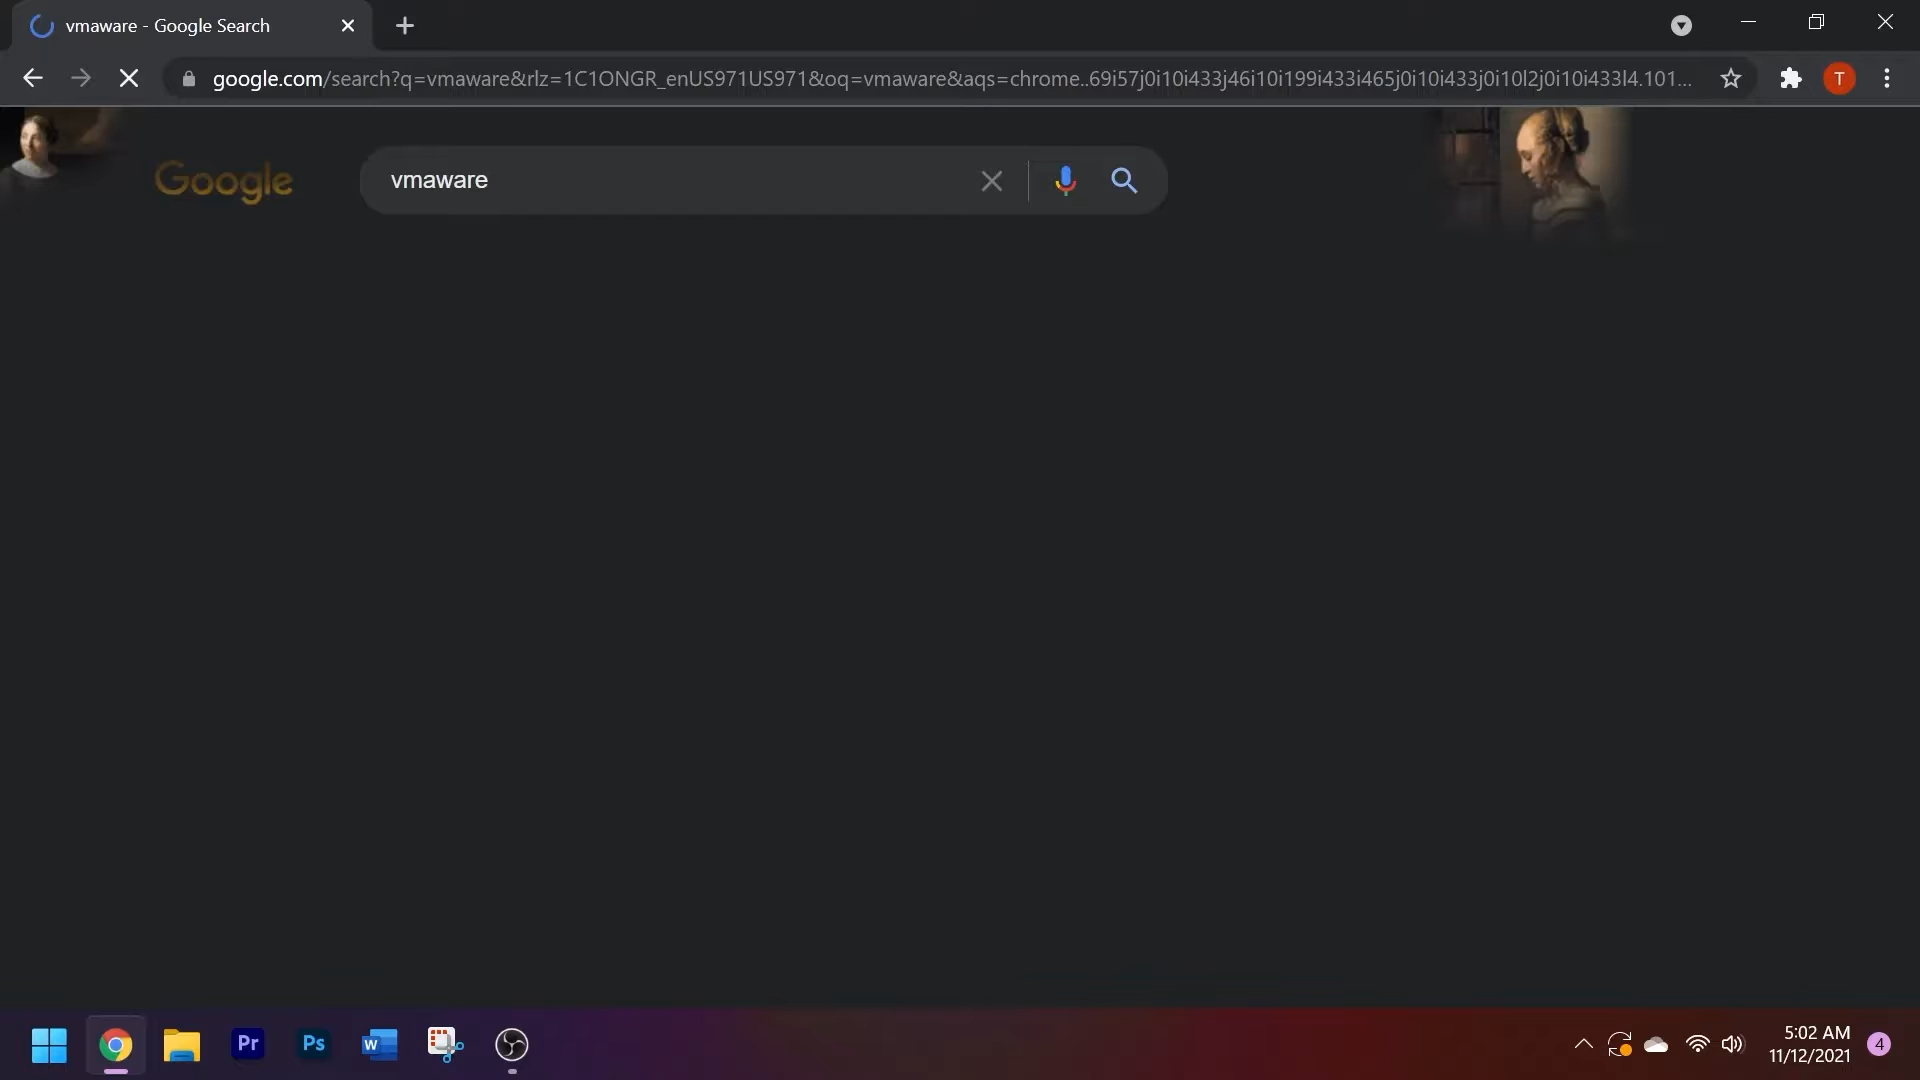 vmaware - Google Search
google.com/search?q=vmaware&rlz=1C1ONGR_enUS971US971&oq=vmaware&aqs=chrome..69i57j0i10i433j46i10i199i433i465j0i10i433j0i10l2j0i10i433l4.101...
T
Google
vmaware
Pr
Ps
W
5:02 AM
11/12/2021
4